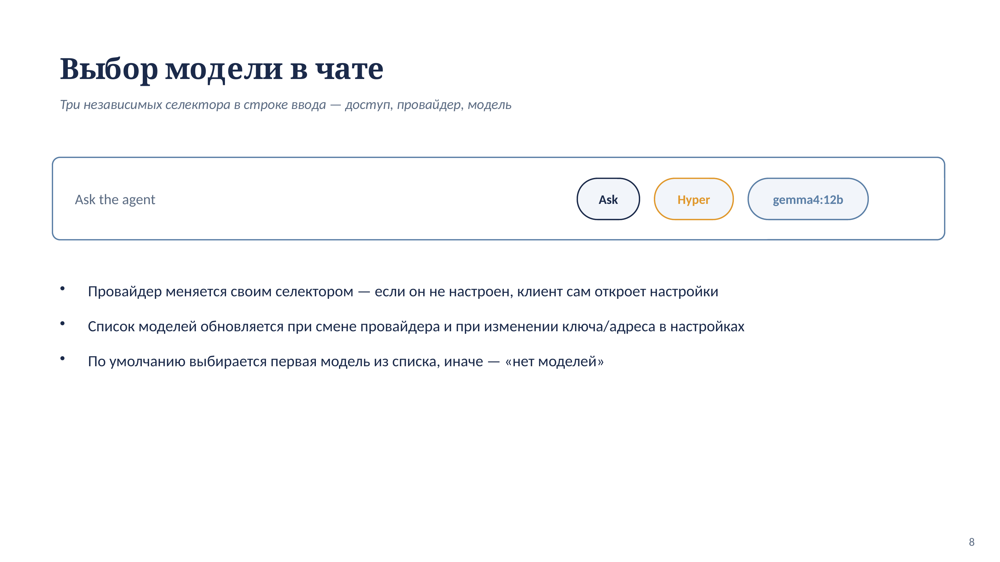 Выбор модели в чате
Три независимых селектора в строке ввода — доступ, провайдер, модель
Ask the agent
Ask
Hyper
gemma4:12b
• Провайдер меняется своим селектором — если он не настроен, клиент сам откроет настройки
• Список моделей обновляется при смене провайдера и при изменении ключа/адреса в настройках
• По умолчанию выбирается первая модель из списка, иначе — «нет моделей»
8